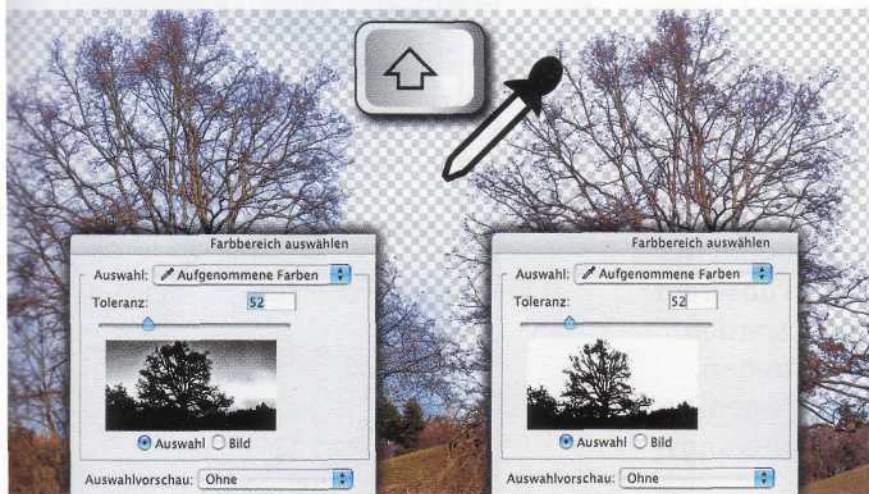 Farbbereich auswählen
Auswahl: Aufgenommene Farben
Toleranz: 52
Auswahl Bild
Auswahlvorschau: Ohne
Farbbereich auswählen
Auswahl: Aufgenommene Farben
Toleranz: 52
Auswahl Bild
Auswahlvorschau: Ohne